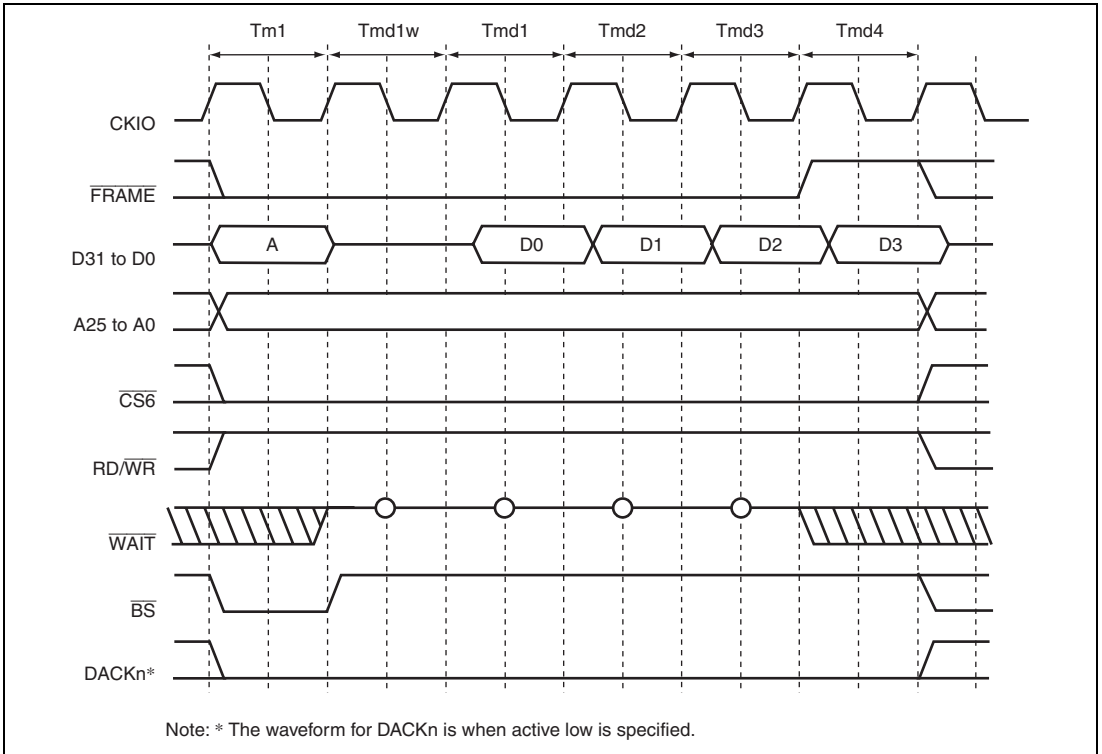 Tm1 Tmd1w Tmd1 Tmd2 Tmd3 Tmd4
CKIO
FRAME
D31 to D0 A D0 D1 D2 D3
A25 to A0
CS6
RD/WR
WAIT
BS
DACKn*
Note: * The waveform for DACKn is when active low is specified.